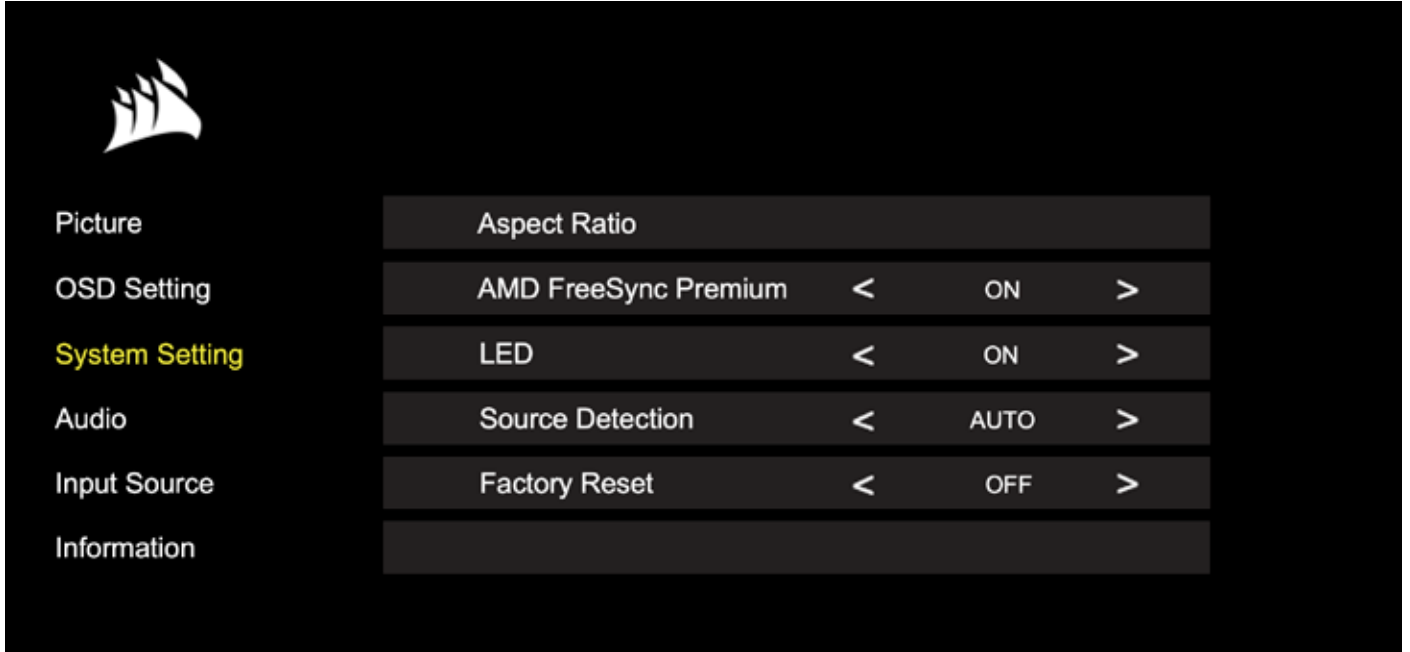 Picture Aspect Ratio
OSD Setting AMD FreeSync Premium < ON >
System Setting LED < ON >
Audio Source Detection < AUTO >
Input Source Factory Reset < OFF >
Information